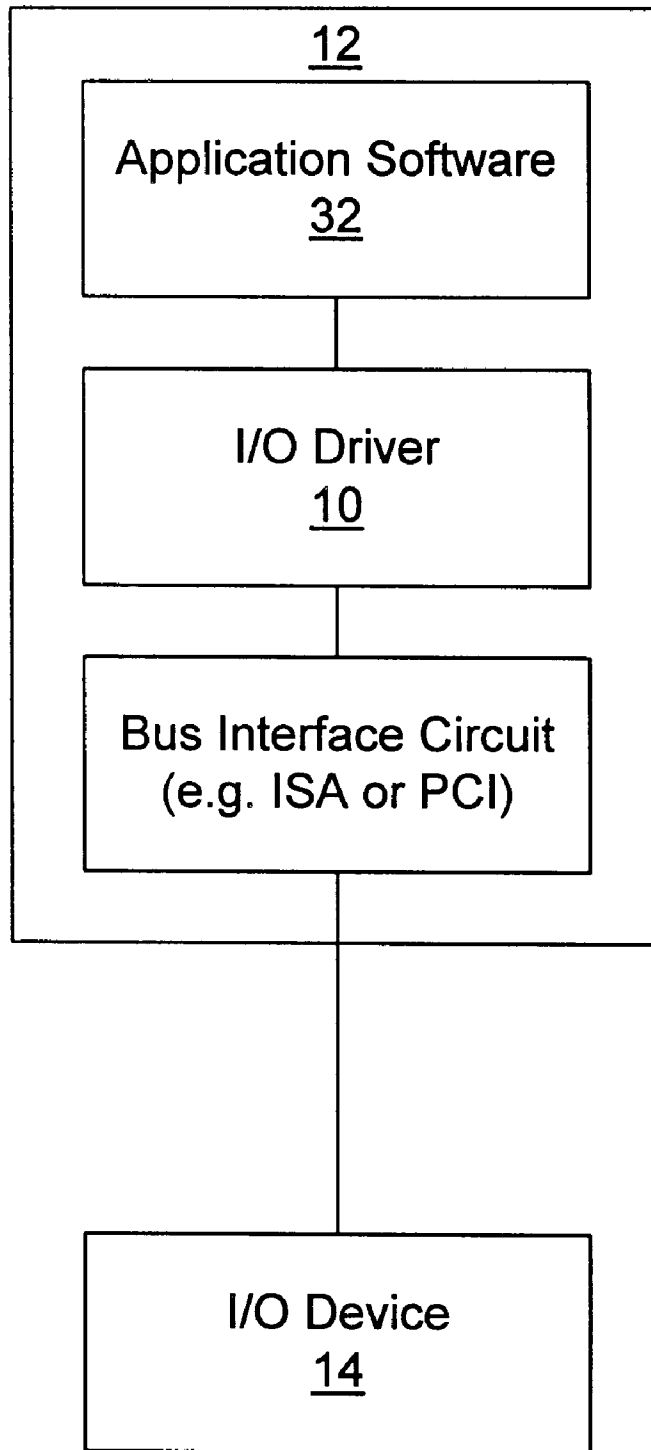 12
Application Software
32
I/O Driver
10
Bus Interface Circuit
(e.g. ISA or PCI)
I/O Device
14